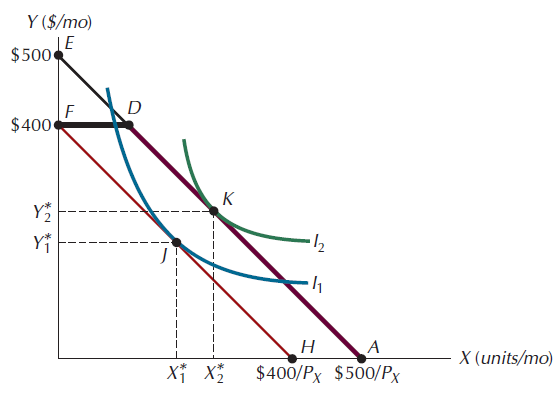 Y ($/mo)
E
$500
F
D
$400
K
Y₂*
Y₁*
J
I₂
I₁
H
A
X (units/mo)
X₁* X₂* $400/Pₓ $500/Pₓ